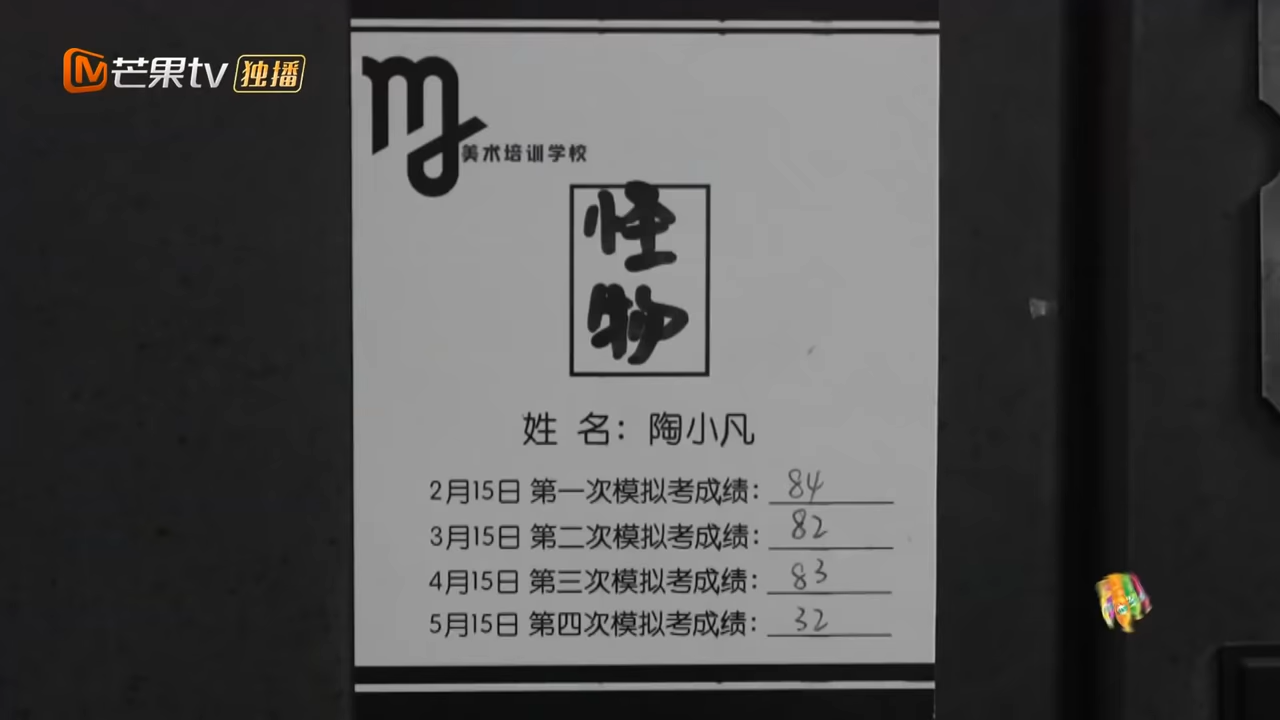 芒果tv 独播
美术培训学校
怪
物
姓 名：陶小凡
2月15日 第一次模拟考成绩：84
3月15日 第二次模拟考成绩：82
4月15日 第三次模拟考成绩：83
5月15日 第四次模拟考成绩：32